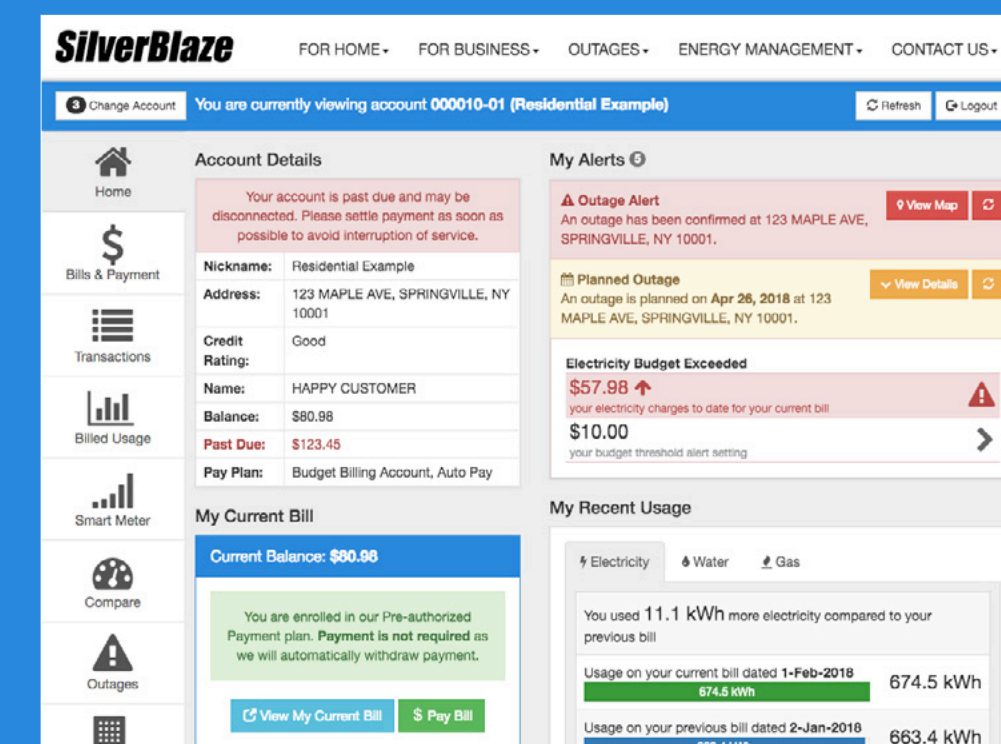 SilverBlaze
FOR HOME
FOR BUSINESS
OUTAGES
ENERGY MANAGEMENT
CONTACT US
3 Change Account
You are currently viewing account 000010-01 (Residential Example)
Refresh
Logout
Home
Bills & Payment
Transactions
Billed Usage
Smart Meter
Compare
Outages
Account Details
Your account is past due and may be
disconnected. Please settle payment as soon as
possible to avoid interruption of service.
Nickname: Residential Example
Address: 123 MAPLE AVE, SPRINGVILLE, NY
10001
Credit Good
Rating:
Name: HAPPY CUSTOMER
Balance: $80.98
Past Due: $123.45
Pay Plan: Budget Billing Account, Auto Pay
My Current Bill
Current Balance: $80.98
You are enrolled in our Pre-authorized
Payment plan. Payment is not required as
we will automatically withdraw payment.
View My Current Bill
$ Pay Bill
My Alerts 5
Outage Alert
An outage has been confirmed at 123 MAPLE AVE,
SPRINGVILLE, NY 10001.
View Map
Planned Outage
An outage is planned on Apr 26, 2018 at 123
MAPLE AVE, SPRINGVILLE, NY 10001.
View Details
Electricity Budget Exceeded
$57.98
your electricity charges to date for your current bill
$10.00
your budget threshold alert setting
My Recent Usage
Electricity
Water
Gas
You used 11.1 kWh more electricity compared to your
previous bill
Usage on your current bill dated 1-Feb-2018
674.5 kWh
674.5 kWh
Usage on your previous bill dated 2-Jan-2018
663.4 kWh